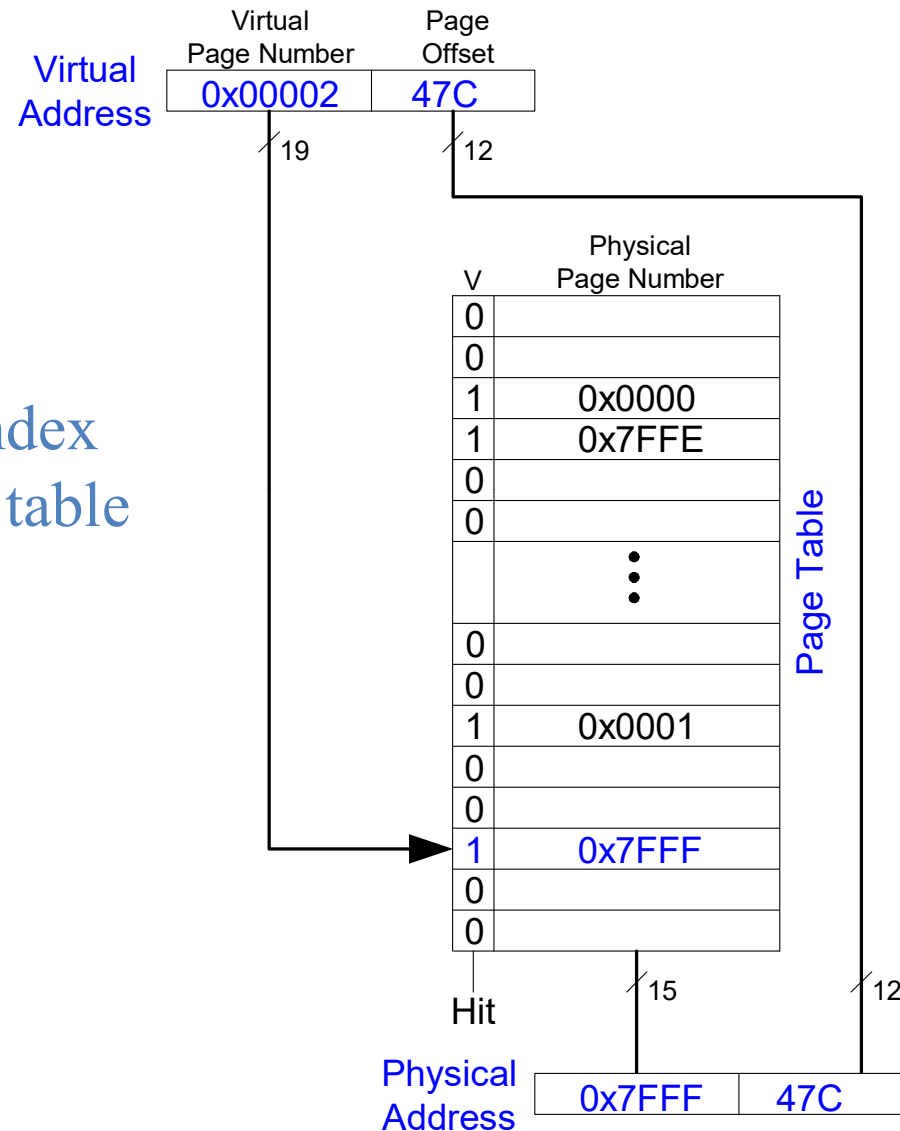 Virtual
Page Number
Page
Offset
Virtual
Address
0x00002
47C
19
12
Physical
Page Number
V
0
0
1 0x0000
1 0x7FFE
0
0
0
0
1 0x0001
0
0
1 0x7FFF
0
0
ndex
table
Page Table
Hit
15
12
Physical
Address
0x7FFF
47C